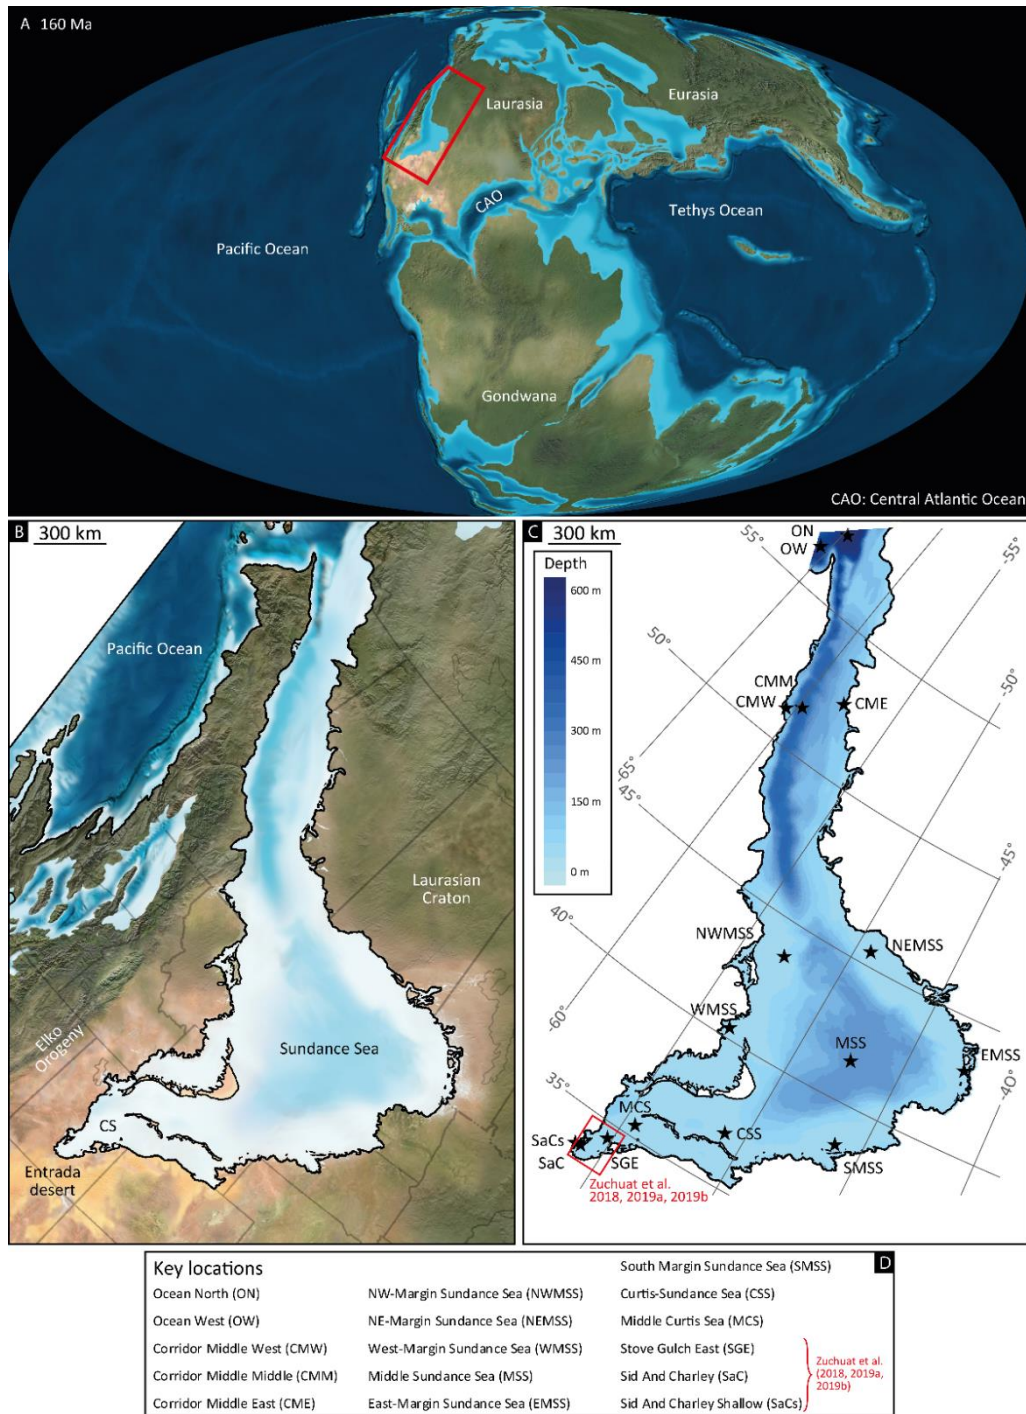 A 160 Ma
Laurasia
Eurasia
CAO
Tethys Ocean
Pacific Ocean
Gondwana
CAO: Central Atlantic Ocean
B 300 km
Pacific Ocean
Laurasian
Craton
Elko
Orogeny
Sundance Sea
CS
Entrada
desert
C 300 km
Depth
600 m
450 m
300 m
150 m
0 m
ON
OW
55°
-55°
50°
-50°
CMM
CMW
CME
-65°
45°
-45°
40°
NWMSS
NEMSS
WMSS
-60°
MSS
EMSS
-40°
35°
MCS
CSS
SaCs
SaC
SGE
SMSS
Zuchuat et al.
2018, 2019a, 2019b
D
Key locations
Ocean North (ON)
Ocean West (OW)
Corridor Middle West (CMW)
Corridor Middle Middle (CMM)
Corridor Middle East (CME)
NW-Margin Sundance Sea (NWMSS)
NE-Margin Sundance Sea (NEMSS)
West-Margin Sundance Sea (WMSS)
Middle Sundance Sea (MSS)
East-Margin Sundance Sea (EMSS)
South Margin Sundance Sea (SMSS)
Curtis-Sundance Sea (CSS)
Middle Curtis Sea (MCS)
Stove Gulch East (SGE)
Sid And Charley (SaC)
Sid And Charley Shallow (SaCs)
Zuchuat et al.
(2018, 2019a,
2019b)